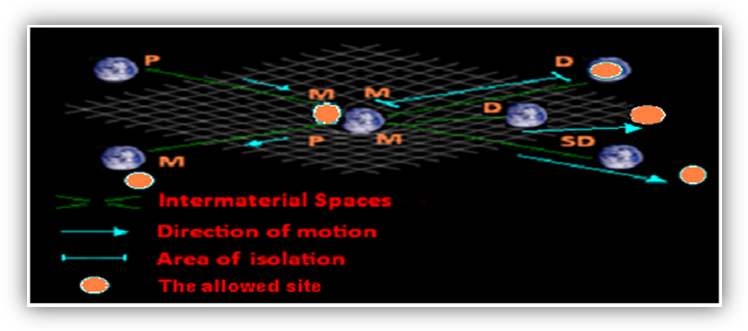 P
D
M M
D
P M SD
M
Intermaterial Spaces
Direction of motion
Area of isolation
The allowed site